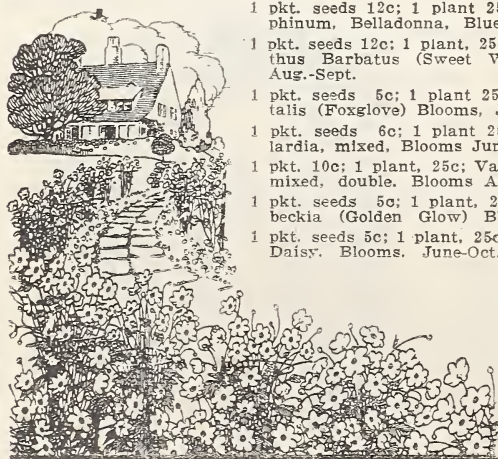 1 pkt. seeds 12c; 1 plant 25
phinum, Belladonna, Blue
1 pkt. seeds 12c; 1 plant, 25
thus Barbatus (Sweet W
Aug.-Sept.
1 pkt. seeds 5c; 1 plant 25
talis (Foxglove) Blooms, J
1 pkt. seeds 6c; 1 plant 2
lardia, mixed, Blooms Jun
1 pkt. 10c; 1 plant, 25c; Va
mixed, double. Blooms A
1 pkt. seeds 5c; 1 plant, 2
beckia (Golden Glow) Bl
1 pkt. seeds 5c; 1 plant, 25c
Daisy. Blooms. June-Oct.